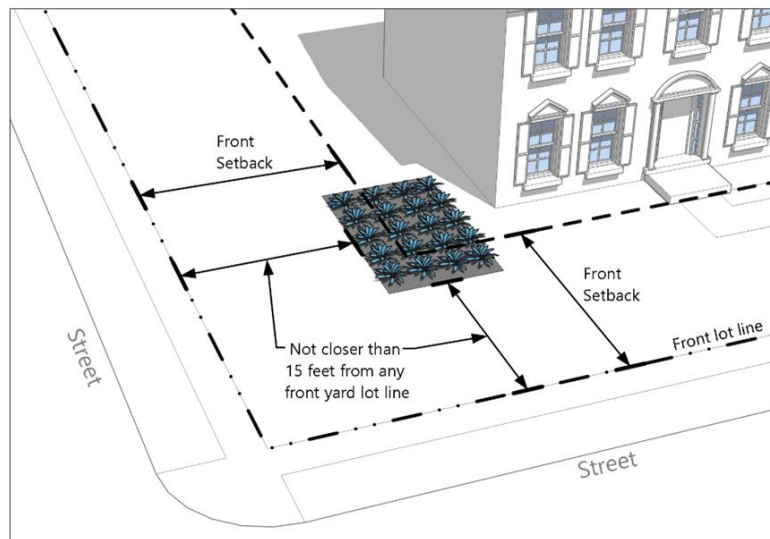 Front
Setback
Front
Setback
Front lot line
Not closer than
15 feet from any
front yard lot line
Street
Street